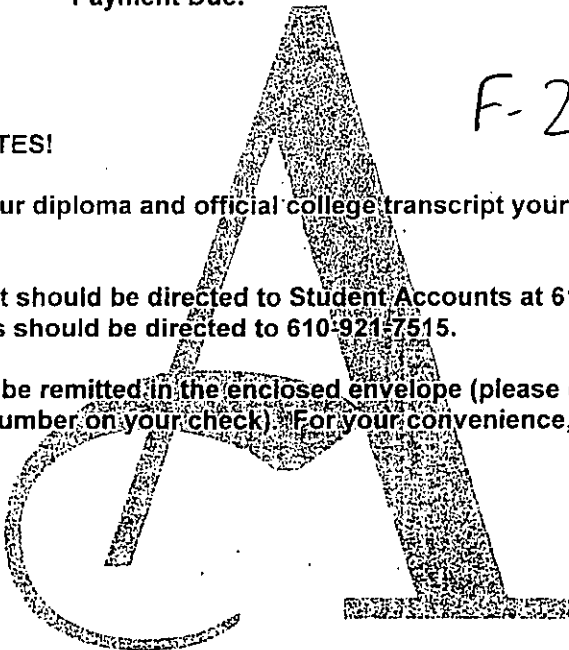 Payment Due:
F-2
TES!
ur diploma and official college transcript your
t should be directed to Student Accounts at 61
s should be directed to 610-921-7515.
be remitted in the enclosed envelope (please
umber on your check). For your convenience,